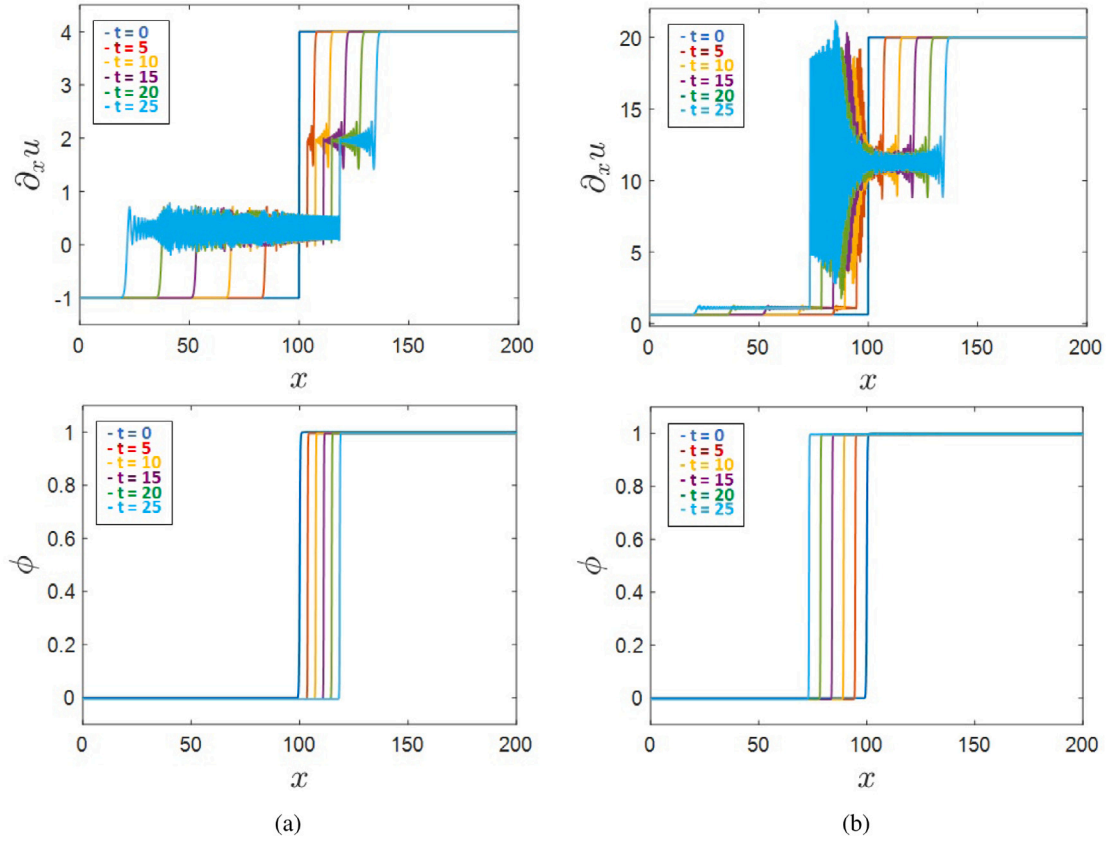 - t = 0
- t = 5
- t = 10
- t = 15
- t = 20
- t = 25
4
3
2
1
0
-1
∂ₓu
0 50 100 150 200
x
- t = 0
- t = 5
- t = 10
- t = 15
- t = 20
- t = 25
20
15
10
5
0
∂ₓu
0 50 100 150 200
x
- t = 0
- t = 5
- t = 10
- t = 15
- t = 20
- t = 25
1
0.8
0.6
0.4
0.2
0
ϕ
0 50 100 150 200
x
- t = 0
- t = 5
- t = 10
- t = 15
- t = 20
- t = 25
1
0.8
0.6
0.4
0.2
0
ϕ
0 50 100 150 200
x
(a)
(b)